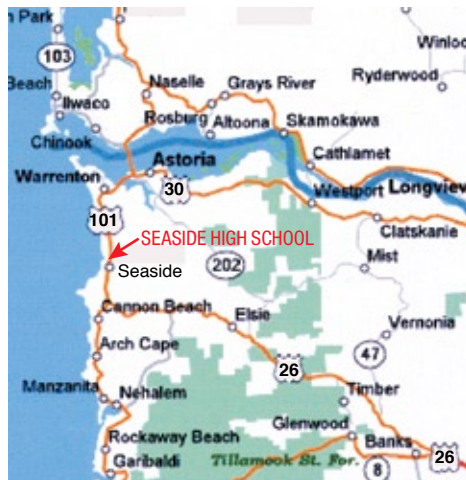 n Park
103
Winloc
Naselle
Grays River
Ryderwood
Beach
Ilwaco
Rosburg
Altoona
Skamokawa
Chinook
Cathlamet
Astoria
Warrenton
30
Westport
Longview
101
SEASIDE HIGH SCHOOL
Clatskanie
Seaside
202
Mist
Cannon Beach
Elsie
Vernonia
Arch Cape
47
26
Manzanita
Nehalem
Timber
Glenwood
Rockaway Beach
Banks
26
Garibaldi
Tillamook St. For.
8